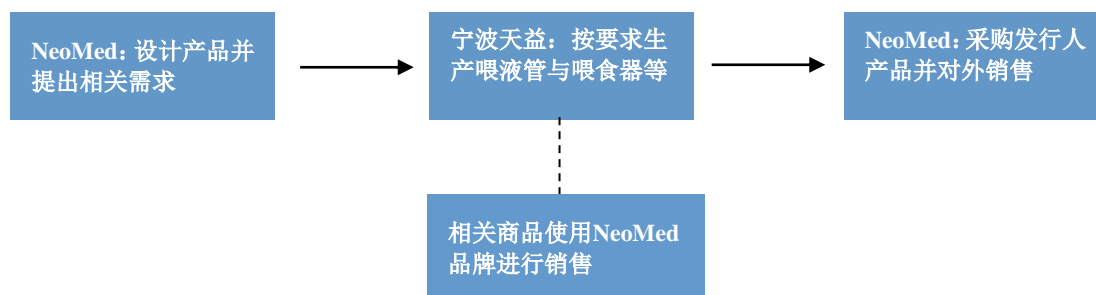 NeoMed：设计产品并
提出相关需求
宁波天益：按要求生
产喂液管与喂食器等
NeoMed：采购发行人
产品并对外销售
相关商品使用NeoMed
品牌进行销售